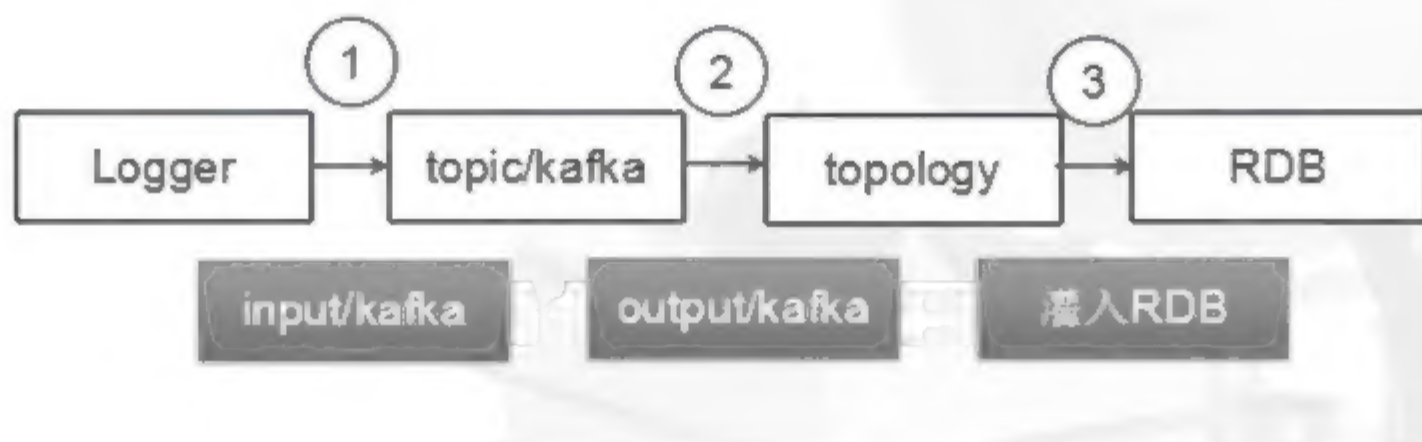 1
2
3
Logger
topic/kafka
topology
RDB
input/kafka
output/kafka
灌入RDB